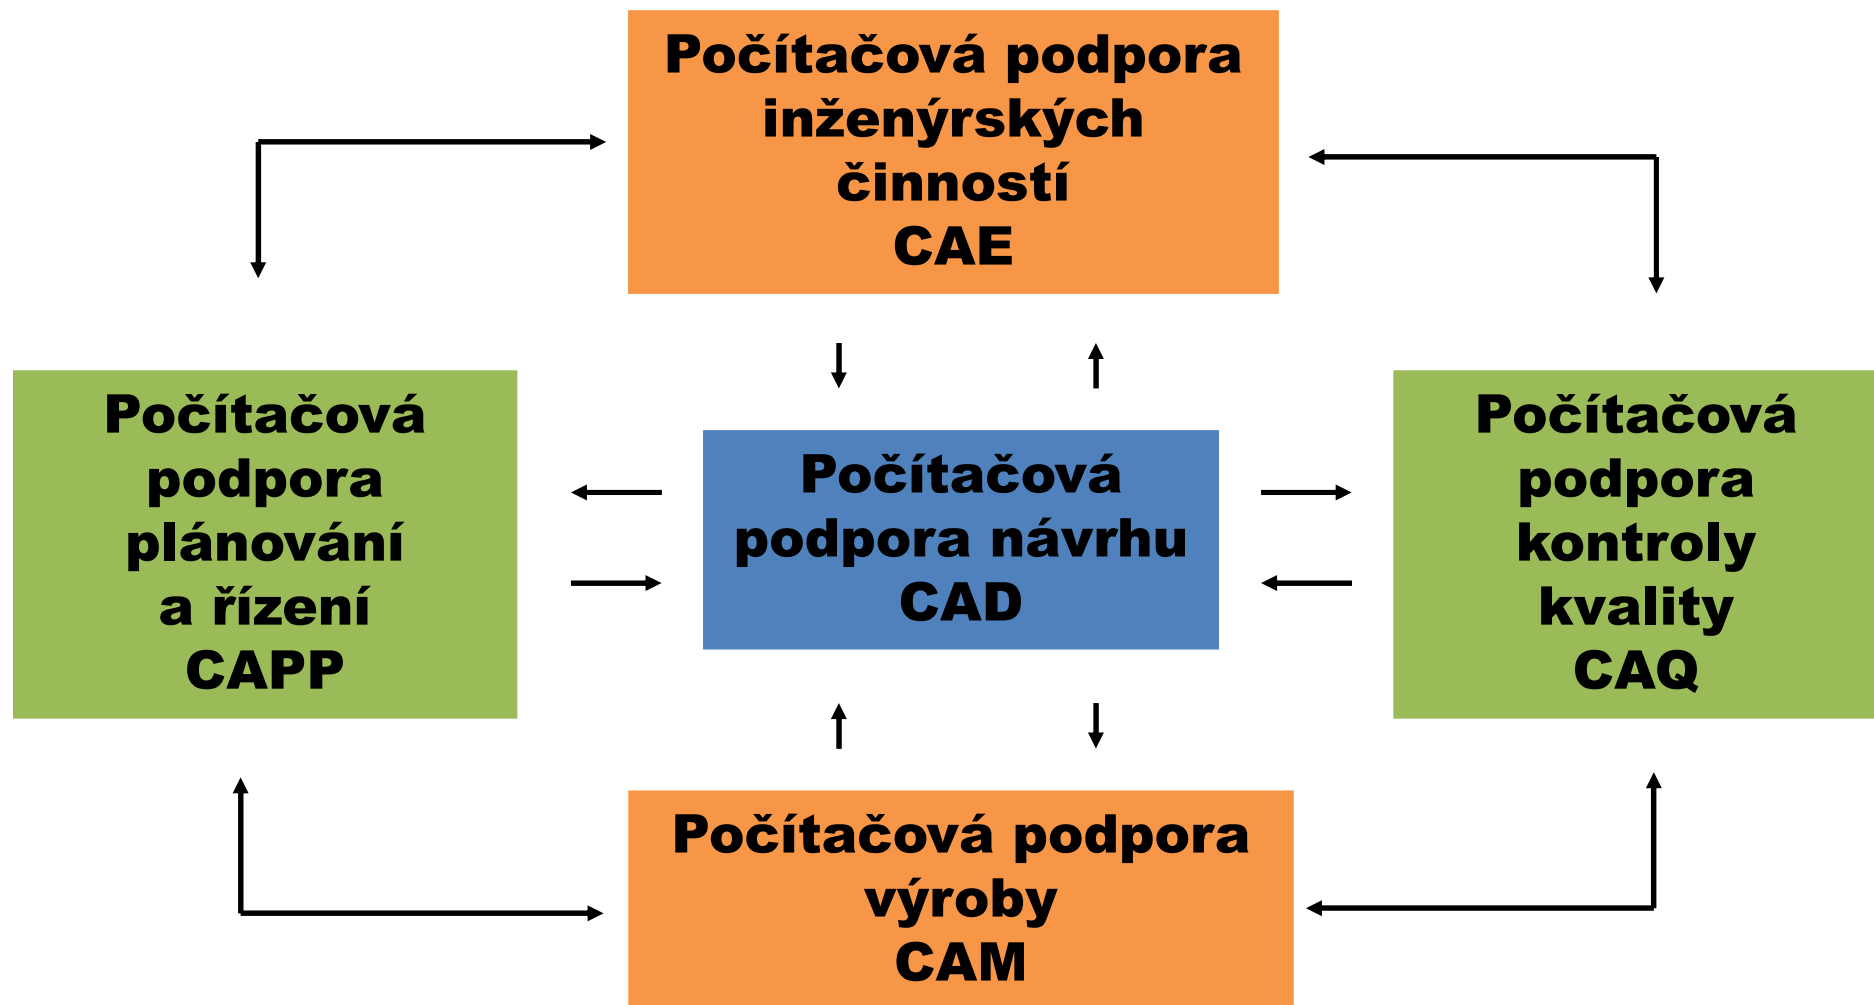 Počítačová podpora
inženýrských
činností
CAE
Počítačová
podpora
plánování
a řízení
CAPP
Počítačová
podpora návrhu
CAD
Počítačová
podpora
kontroly
kvality
CAQ
Počítačová podpora
výroby
CAM